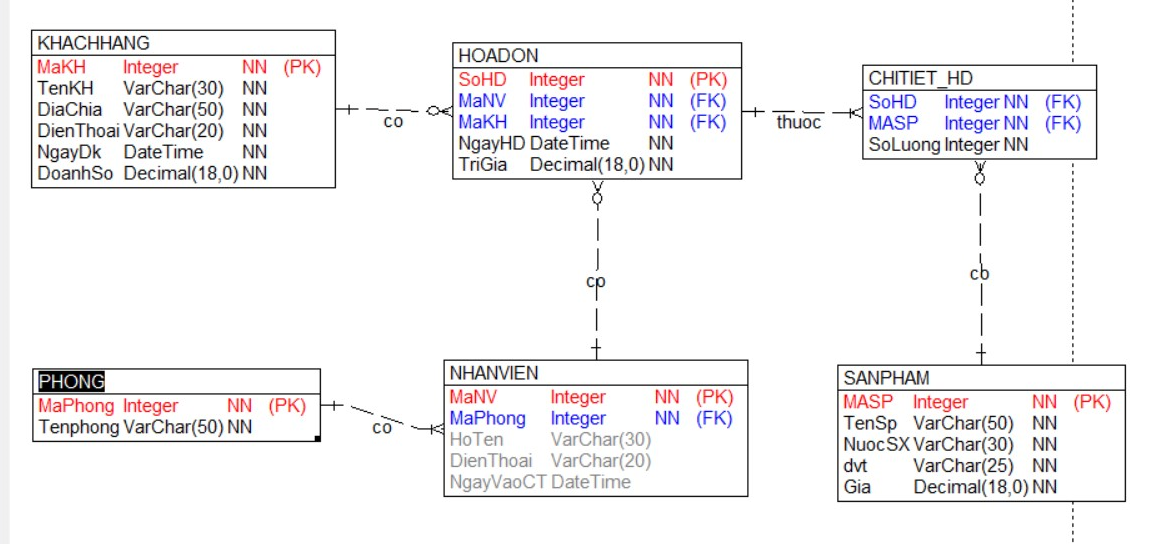 KHACHHANG
MaKH Integer NN (PK)
TenKH VarChar(30) NN
DiaChia VarChar(50) NN
DienThoai VarChar(20) NN
NgayDk DateTime NN
DoanhSo Decimal(18,0) NN
co
HOADON
SoHD Integer NN (PK)
MaNV Integer NN (FK)
MaKH Integer NN (FK)
NgayHD DateTime NN
TriGia Decimal(18,0) NN
thuoc
CHITIET_HD
SoHD Integer NN (FK)
MASP Integer NN (FK)
SoLuong Integer NN
co
co
PHONG
MaPhong Integer NN (PK)
Tenphong VarChar(50) NN
co
NHANVIEN
MaNV Integer NN (PK)
MaPhong Integer NN (FK)
HoTen VarChar(30)
DienThoai VarChar(20)
NgayVaoCT DateTime
SANPHAM
MASP Integer NN (PK)
TenSp VarChar(50) NN
NuocSX VarChar(30) NN
dvt VarChar(25) NN
Gia Decimal(18,0) NN